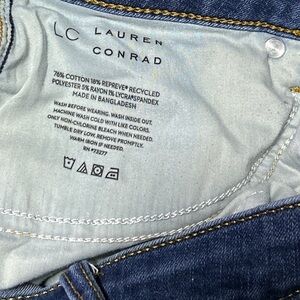 LC LAUREN
CONRAD
76% COTTON 18% REPREVE® RECYCLED
POLYESTER 5% RAYON 1% LYCRA® SPANDEX
MADE IN BANGLADESH
WASH BEFORE WEARING. WASH INSIDE OUT.
MACHINE WASH COLD WITH LIKE COLORS.
ONLY NON-CHLORINE BLEACH WHEN NEEDED.
TUMBLE DRY LOW. REMOVE PROMPTLY.
WARM IRON IF NEEDED.
RN #73277